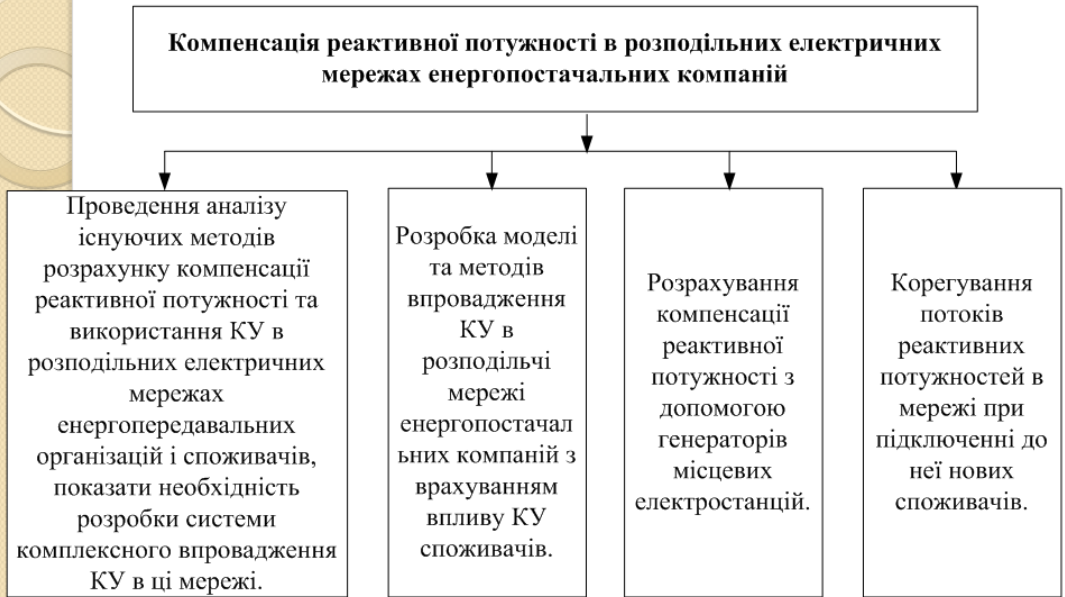 Компенсація реактивної потужності в розподільних електричних
мережах енергопостачальних компаній
Проведення аналізу
існуючих методів
розрахунку компенсації
реактивної потужності та
використання КУ в
розподільних електричних
мережах
енергопередавальних
організацій і споживачів,
показати необхідність
розробки системи
комплексного впровадження
КУ в ці мережі.
Розробка моделі
та методів
впровадження
КУ в
розподільчі
мережі
енергопостачал
ьних компаній з
врахуванням
впливу КУ
споживачів.
Розрахування
компенсації
реактивної
потужності з
допомогою
генераторів
місцевих
електростанцій.
Корегування
потоків
реактивних
потужностей в
мережі при
підключенні до
неї нових
споживачів.